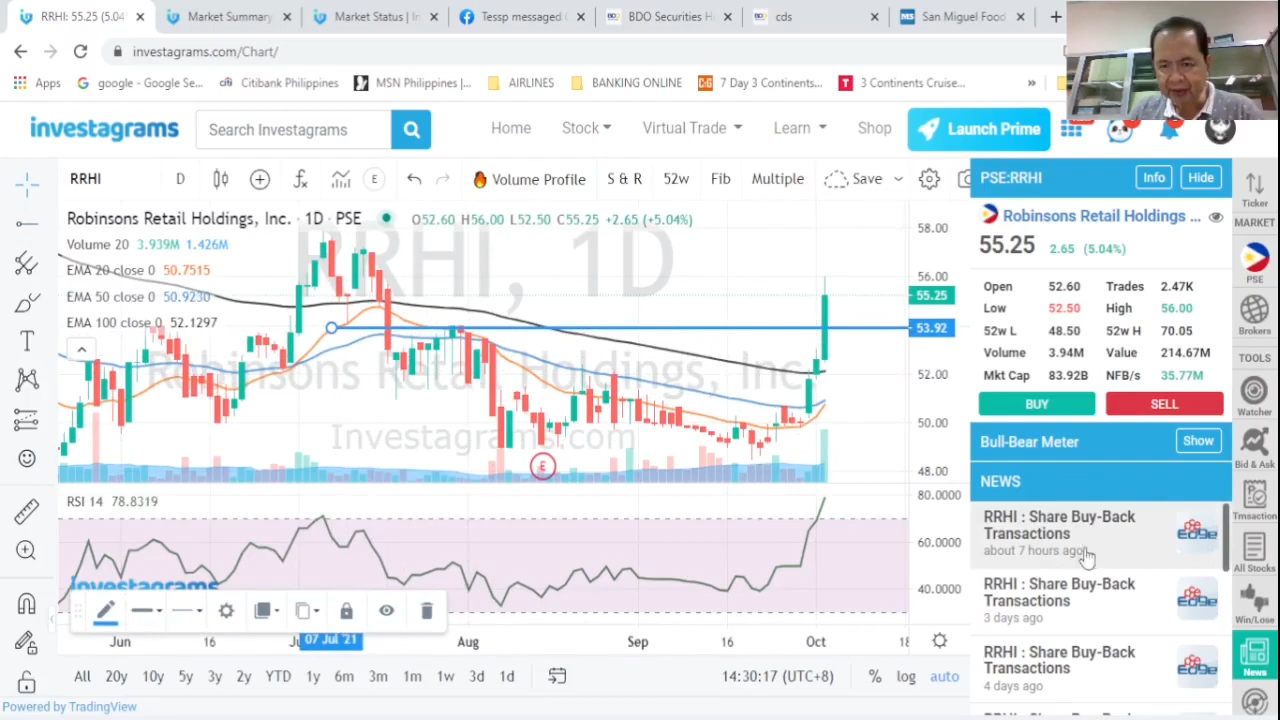 RRHI: 55.25 (5.04
Market Summary
Market Status | In
Tessp messaged
BDO Securities H
cds
San Miguel Food
investagrams.com/Chart/
Apps
google - Google Se...
Citibank Philippines
MSN Philippines |...
AIRLINES
BANKING ONLINE
7 Day 3 Continents...
3 Continents Cruise...
»
investagrams
Search Investagrams
Home
Stock
Virtual Trade
Learn
Shop
Launch Prime
RRHI
D
E
Volume Profile
S & R
52w
Fib
Multiple
Save
PSE:RRHI
Info
Hide
Robinsons Retail Holdings, Inc. · 1D · PSE
O52.60 H56.00 L52.50 C55.25 +2.65 (+5.04%)
Volume 20 3.939M 1.426M
EMA 20 close 0 50.7515
EMA 50 close 0 50.9230
EMA 100 close 0 52.1297
RRHI, 1D
Robinsons Retail Holdings, Inc.
Investagrams.com
E
58.00
56.00
55.25
53.92
52.00
50.00
48.00
RSI 14 78.8319
80.0000
60.0000
40.0000
investagrams
Jun
16
Ju
07 Jul '21
Aug
Sep
16
Oct
18
All
20y
10y
5y
3y
2y
YTD
1y
6m
3m
1m
1w
3d
1d
14:30:17 (UTC+8)
%
log
auto
Powered by TradingView
Robinsons Retail Holdings ...
55.25 2.65 (5.04%)
Open 52.60 Trades 2.47K
Low 52.50 High 56.00
52w L 48.50 52w H 70.05
Volume 3.94M Value 214.67M
Mkt Cap 83.92B NFB/s 35.77M
BUY
SELL
Bull-Bear Meter
Show
NEWS
RRHI : Share Buy-Back
Transactions
about 7 hours ago
Edge
RRHI : Share Buy-Back
Transactions
3 days ago
Edge
RRHI : Share Buy-Back
Transactions
4 days ago
Edge
Ticker
MARKET
PSE
Brokers
TOOLS
Watcher
Bid & Ask
Trnsaction
All Stocks
Win/Lose
News